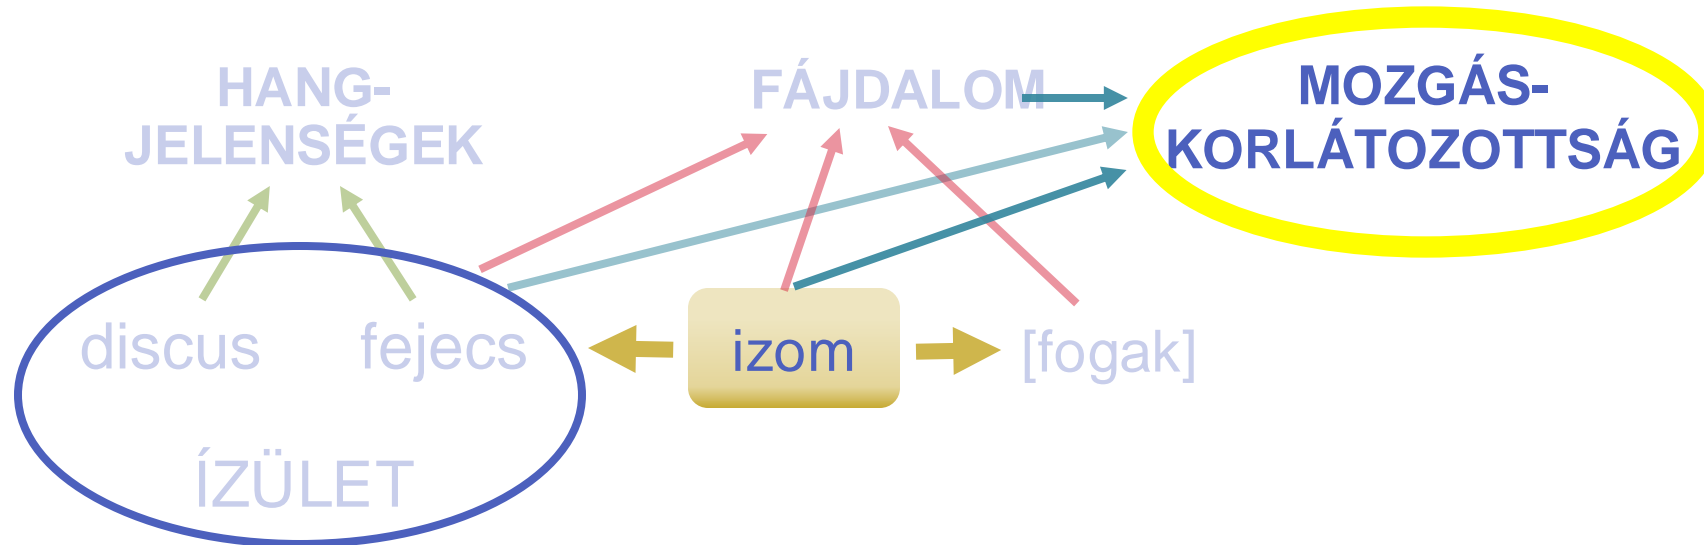 HANG-
JELENSÉGEK
FÁJDALOM
MOZGÁS-
KORLÁTOZOTTSÁG
discus
fejecs
izom
[fogak]
ÍZÜLET